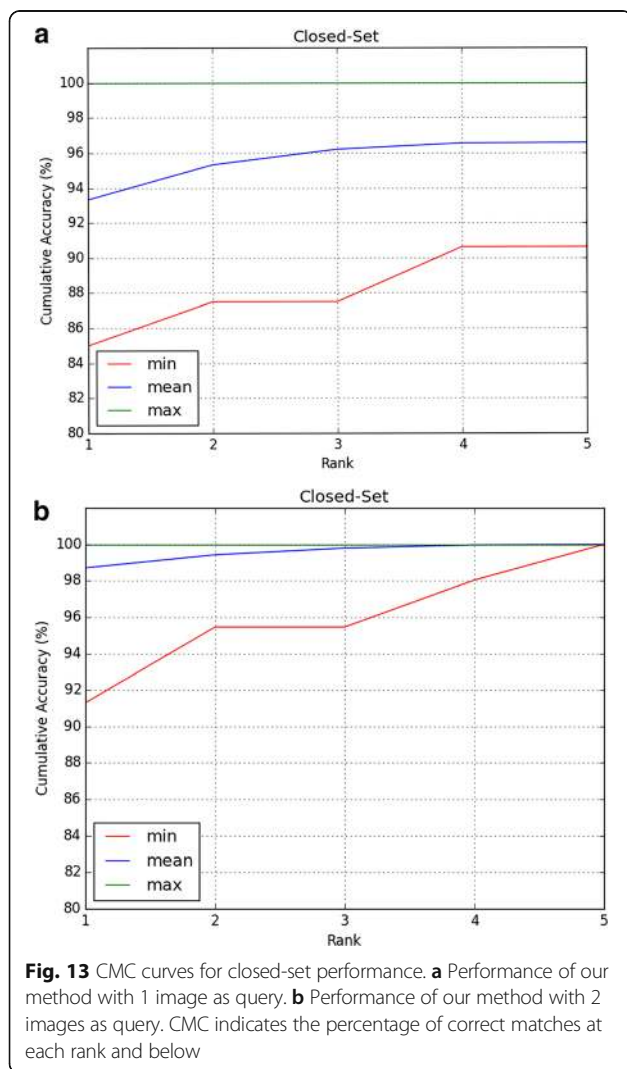 a
Closed-Set
100
98
96
94
92
90
88
86
84
82
80
Cumulative Accuracy (%)
min
mean
max
1 2 3 4 5
Rank
b
Closed-Set
100
98
96
94
92
90
88
86
84
82
80
Cumulative Accuracy (%)
min
mean
max
1 2 3 4 5
Rank
Fig. 13 CMC curves for closed-set performance. a Performance of our
method with 1 image as query. b Performance of our method with 2
images as query. CMC indicates the percentage of correct matches at
each rank and below